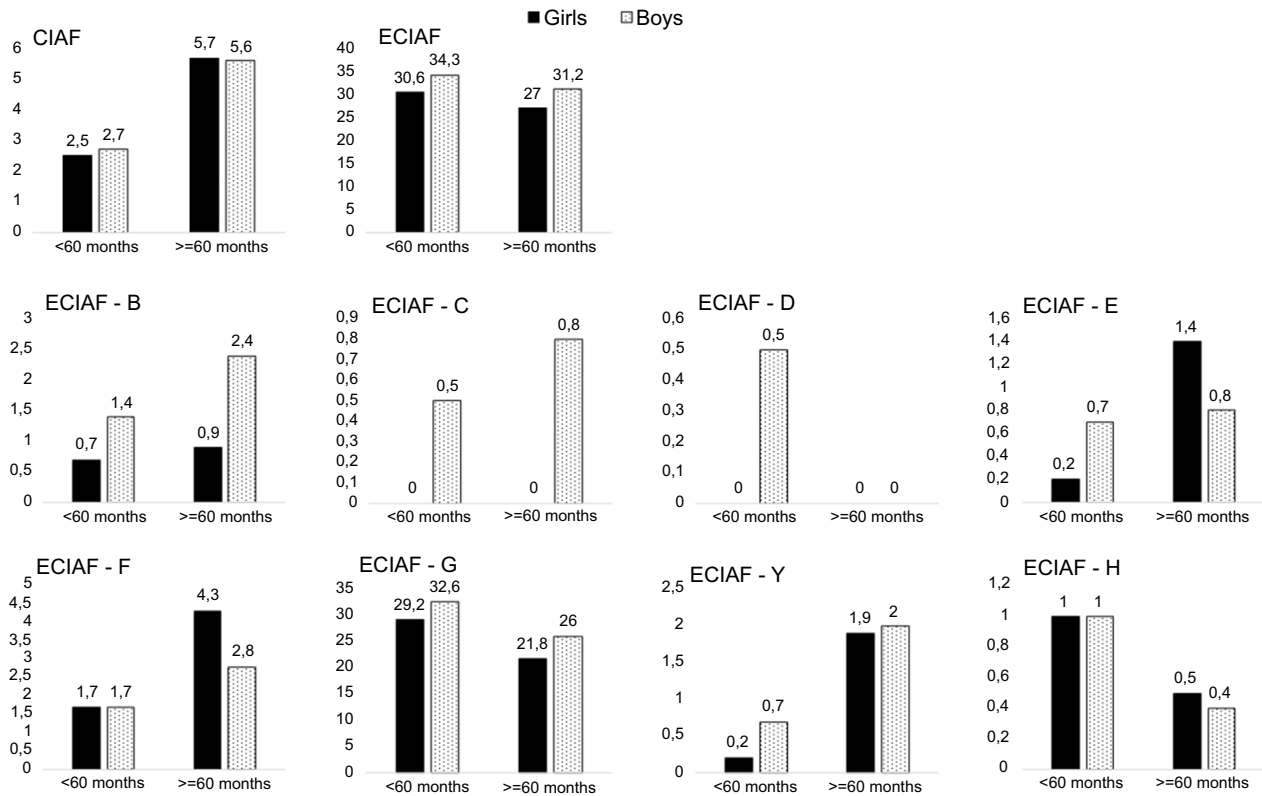 Girls Boys
CIAF
6
5
4
3
2
1
0
2,5 2,7 5,7 5,6
<60 months >=60 months
ECIAF
40
35
30
25
20
15
10
5
0
30,6 34,3 27 31,2
<60 months >=60 months
ECIAF - B
3
2,5
2
1,5
1
0,5
0
0,7 1,4 0,9 2,4
<60 months >=60 months
ECIAF - C
0,9
0,8
0,7
0,6
0,5
0,4
0,3
0,2
0,1
0
0 0,5 0 0,8
<60 months >=60 months
ECIAF - D
0,6
0,5
0,4
0,3
0,2
0,1
0
0 0,5 0 0
<60 months >=60 months
ECIAF - E
1,6
1,4
1,2
1
0,8
0,6
0,4
0,2
0
0,2 0,7 1,4 0,8
<60 months >=60 months
ECIAF - F
5
4,5
4
3,5
3
2,5
2
1,5
1
0,5
0
1,7 1,7 4,3 2,8
<60 months >=60 months
ECIAF - G
35
30
25
20
15
10
5
0
29,2 32,6 21,8 26
<60 months >=60 months
ECIAF - Y
2,5
2
1,5
1
0,5
0
0,2 0,7 1,9 2
<60 months >=60 months
ECIAF - H
1,2
1
0,8
0,6
0,4
0,2
0
1 1 0,5 0,4
<60 months >=60 months